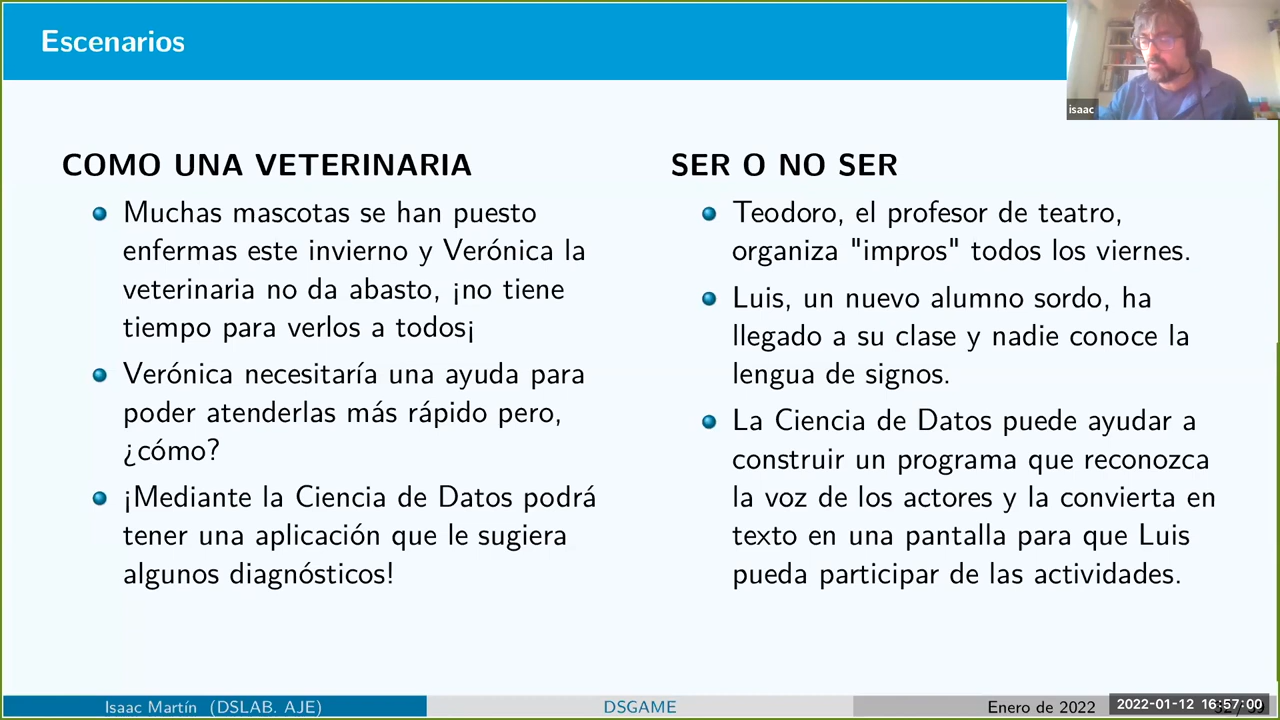 Escenarios
isaac
COMO UNA VETERINARIA
Muchas mascotas se han puesto
enfermas este invierno y Verónica la
veterinaria no da abasto, ¡no tiene
tiempo para verlos a todos¡
Verónica necesitaría una ayuda para
poder atenderlas más rápido pero,
¿cómo?
¡Mediante la Ciencia de Datos podrá
tener una aplicación que le sugiera
algunos diagnósticos!
SER O NO SER
Teodoro, el profesor de teatro,
organiza "impros" todos los viernes.
Luis, un nuevo alumno sordo, ha
llegado a su clase y nadie conoce la
lengua de signos.
La Ciencia de Datos puede ayudar a
construir un programa que reconozca
la voz de los actores y la convierta en
texto en una pantalla para que Luis
pueda participar de las actividades.
Isaac Martín (DSLAB. AJE)
DSGAME
Enero de 2022
2022-01-12 16:57:00